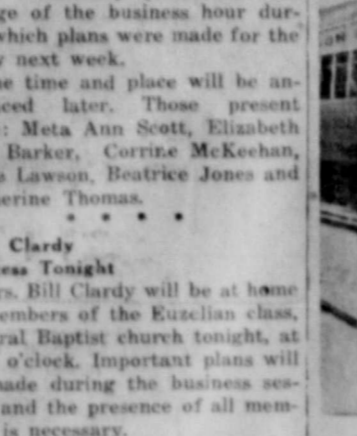 ge of the business hour dur-
which plans were made for the
y next week.
ne time and place will be an-
ced later. Those present
: Meta Ann Scott, Elizabeth
Barker, Corrine McKeehan,
e Lawson, Beatrice Jones and
erine Thomas.
* * * *
Clardy
ess Tonight
rs. Bill Clardy will be at home
embers of the Euzelian class,
ral Baptist church tonight, at
o'clock. Important plans will
made during the business ses-
and the presence of all mem-
is necessary.
ON